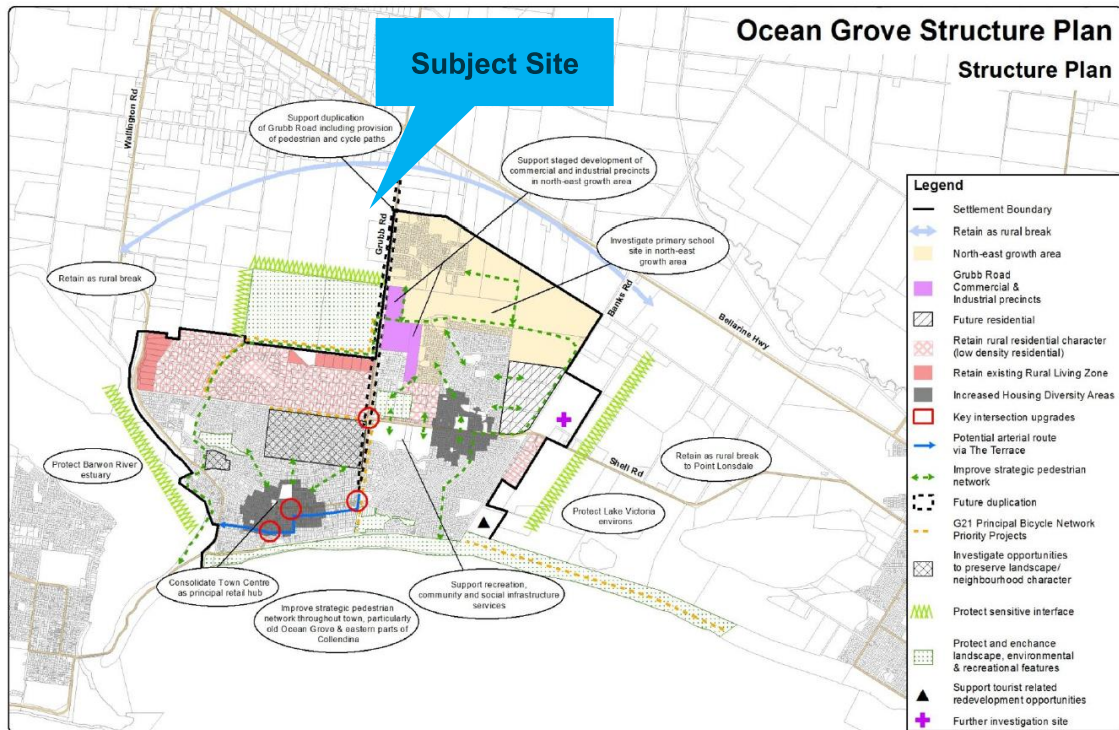 Ocean Grove Structure Plan
Structure Plan
Subject Site
Wallington Rd
Support duplication
of Grubb Road including provision
of pedestrian and cycle paths
Support staged development of
commercial and industrial precincts
in north-east growth area
Grubb Rd
Investigate primary school
site in north-east
growth area
Retain as rural break
Banks Rd
Bellarine Hwy
Protect Barwon River
estuary
Retain as rural break
to Point Lonsdale
Shell Rd
Protect Lake Victoria
environs
Consolidate Town Centre
as principal retail hub
Support recreation,
community and social infrastructure
services
Improve strategic pedestrian
network throughout town, particularly
old Ocean Grove & eastern parts of
Collendina
Legend
Settlement Boundary
Retain as rural break
North-east growth area
Grubb Road
Commercial &
Industrial precincts
Future residential
Retain rural residential character
(low density residential)
Retain existing Rural Living Zone
Increased Housing Diversity Areas
Key intersection upgrades
Potential arterial route
via The Terrace
Improve strategic pedestrian
network
Future duplication
G21 Principal Bicycle Network
Priority Projects
Investigate opportunities
to preserve landscape/
neighbourhood character
Protect sensitive interface
Protect and enchance
landscape, environmental
& recreational features
Support tourist related
redevelopment opportunities
Further investigation site